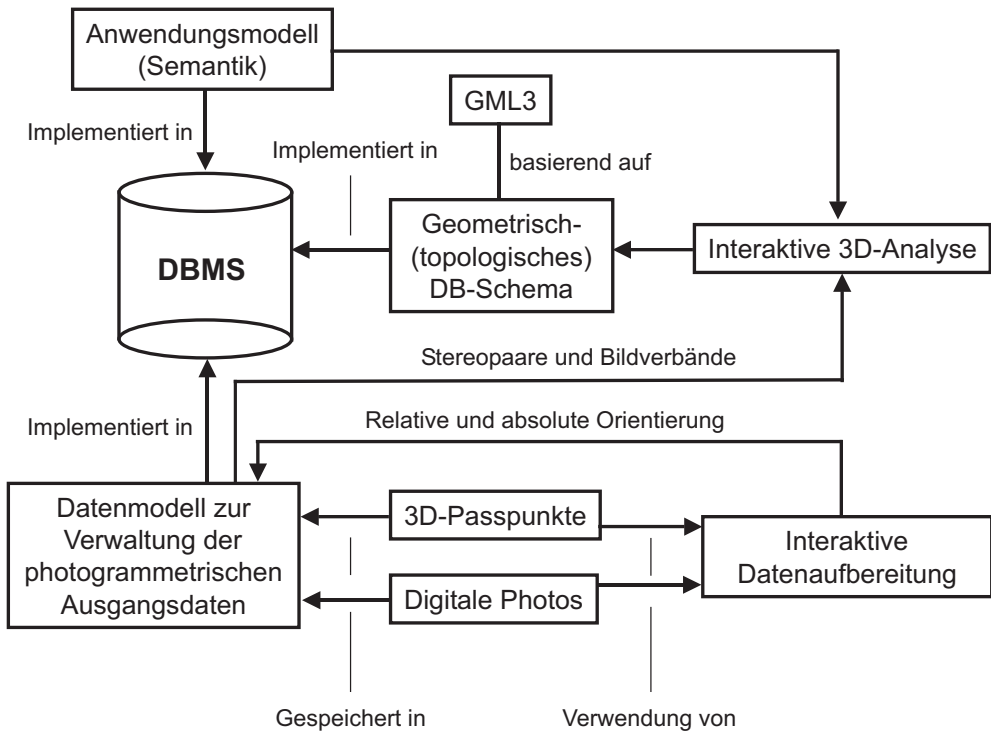 Anwendungsmodell
(Semantik)
GML3
Implementiert in
Implementiert in
basierend auf
DBMS
Geometrisch-
(topologisches)
DB-Schema
Interaktive 3D-Analyse
Stereopaare und Bildverbände
Implementiert in
Relative und absolute Orientierung
Datenmodell zur
Verwaltung der
photogrammetrischen
Ausgangsdaten
3D-Passpunkte
Digitale Photos
Interaktive
Datenaufbereitung
Gespeichert in
Verwendung von